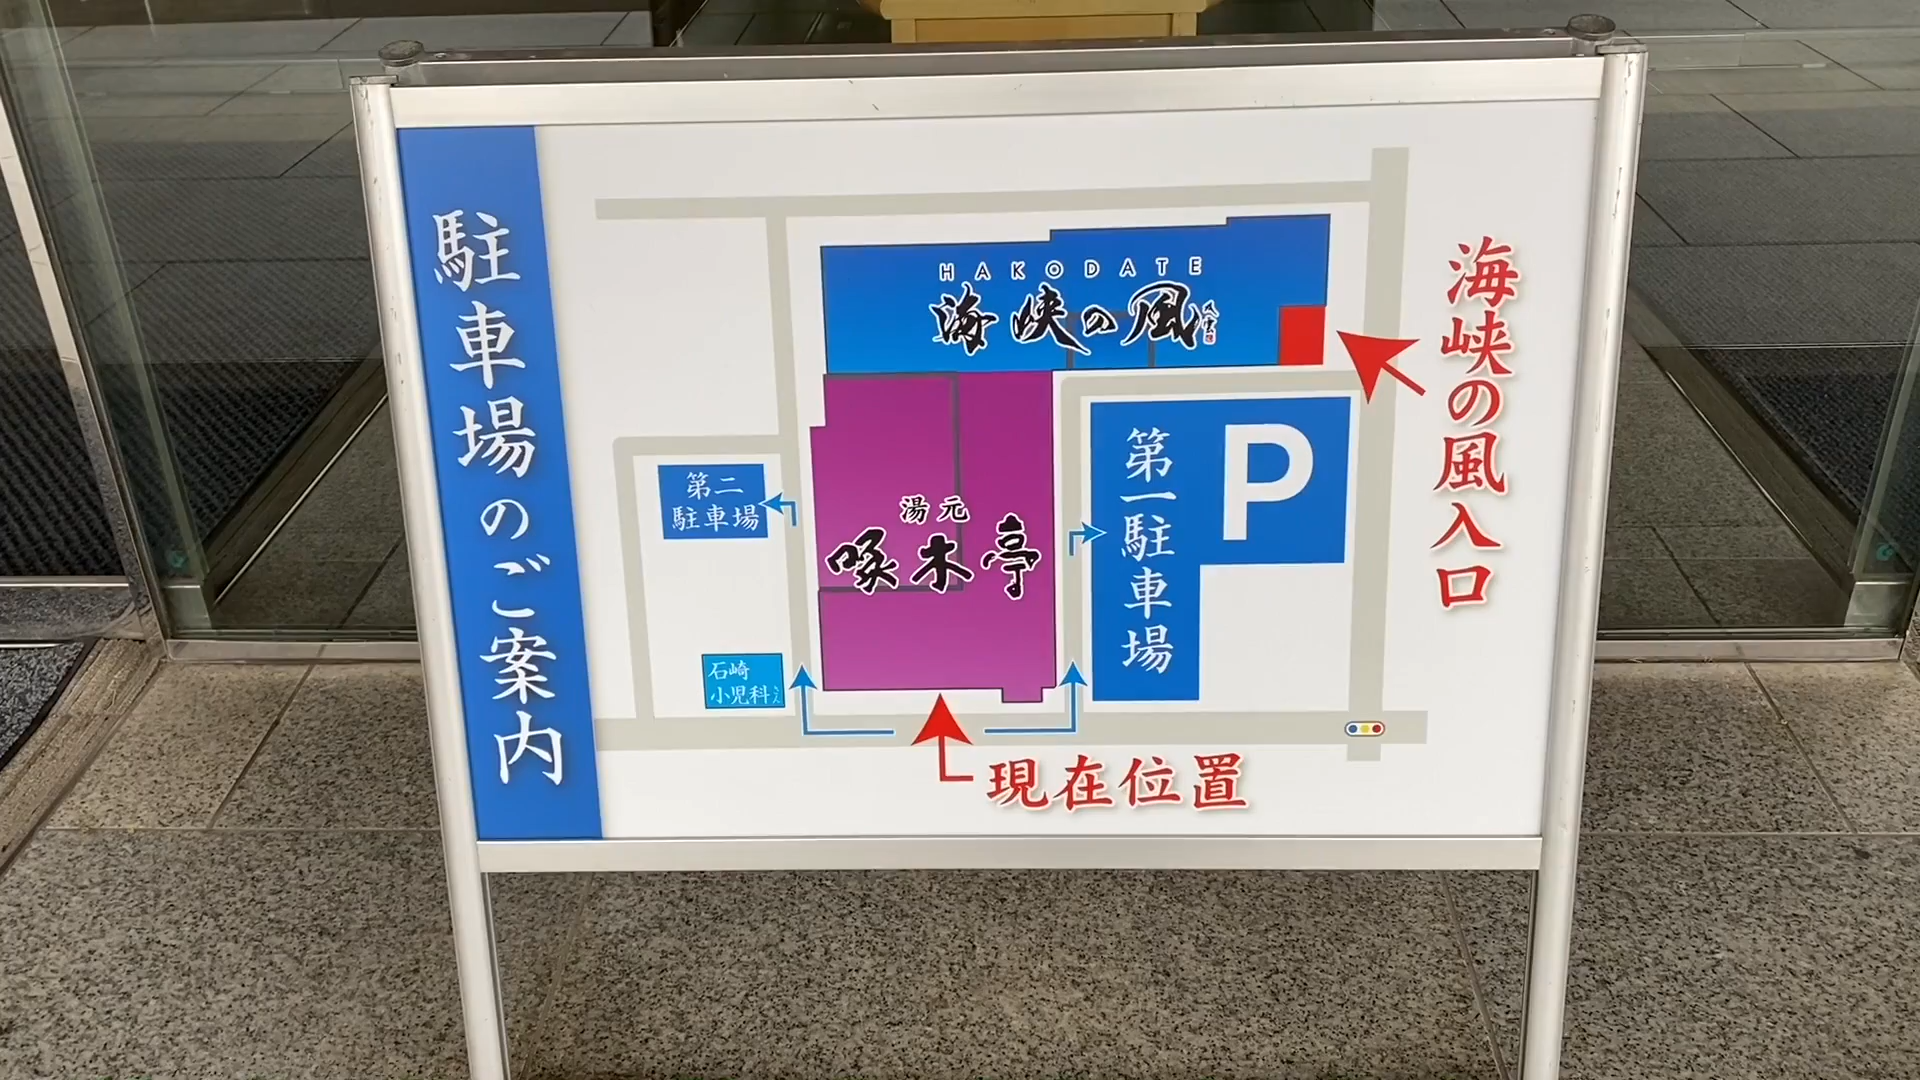 駐車場のご案内
HAKODATE
海峡の風
海峡の風入口
第一駐車場
P
第二
駐車場
湯元
啄木亭
石崎
小児科さん
現在位置